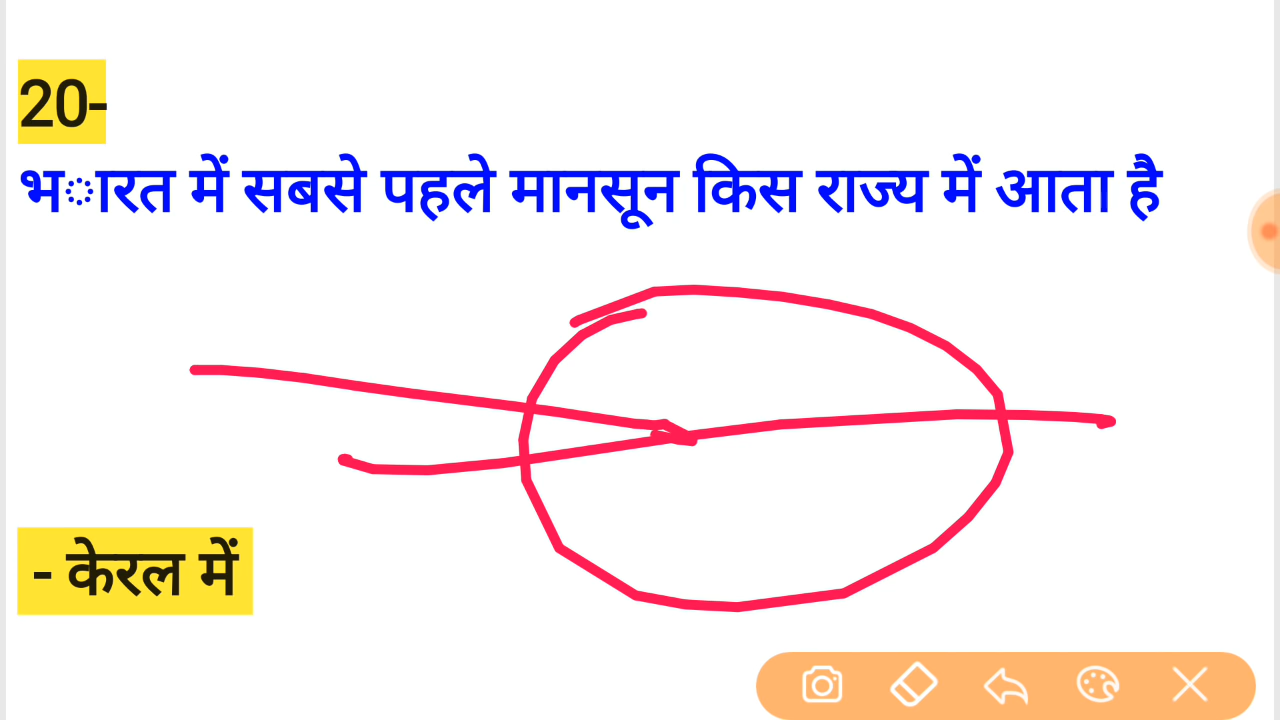 20-
भाारत में सबसे पहले मानसून किस राज्य में आता है
- केरल में